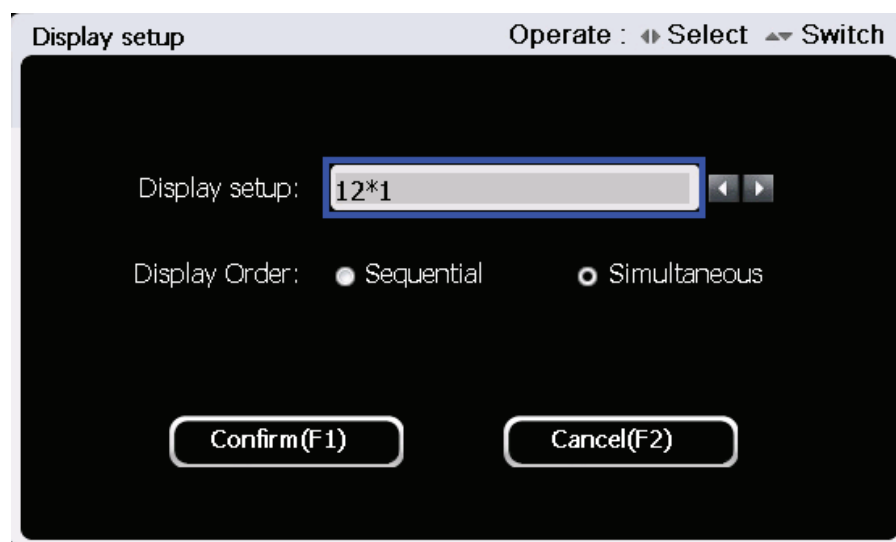 Display setup Operate : Select Switch
Display setup: 12*1
Display Order: Sequential Simultaneous
Confirm(F1) Cancel(F2)